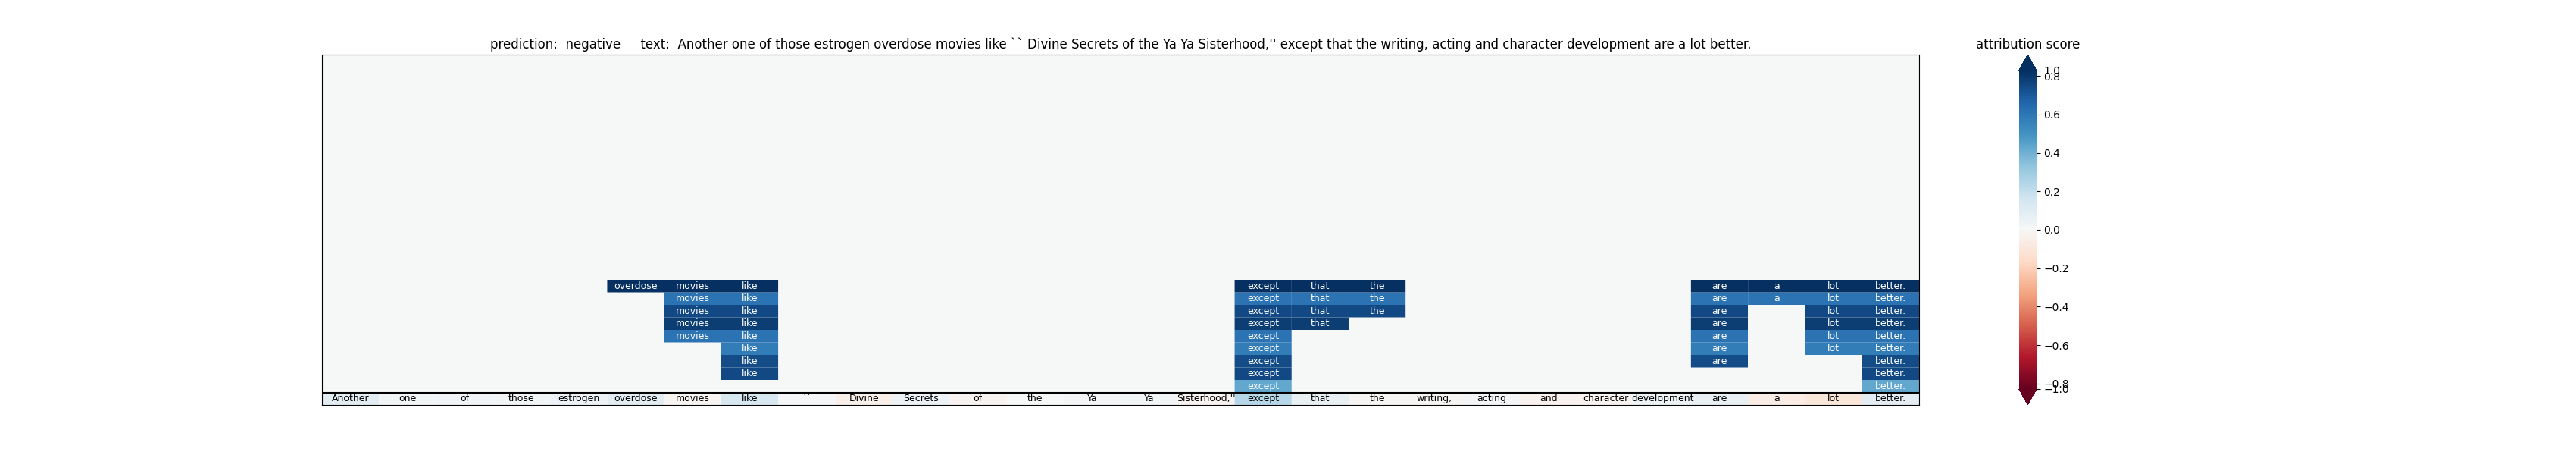 prediction:  negative     text:  Another one of those estrogen overdose movies like `` Divine Secrets of the Ya Ya Sisterhood,'' except that the writing, acting and character development are a lot better.
attribution score
1.0
0.8
0.6
0.4
0.2
0.0
−0.2
−0.4
−0.6
−0.8
−1.0
overdose movies like except that the are a lot better.
movies like except that the are a lot better.
movies like except that the are lot better.
movies like except that are lot better.
movies like except are lot better.
like except are lot better.
like except are better.
like except better.
except better.
Another one of those estrogen overdose movies like `` Divine Secrets of the Ya Ya Sisterhood,'' except that the writing, acting and character development are a lot better.